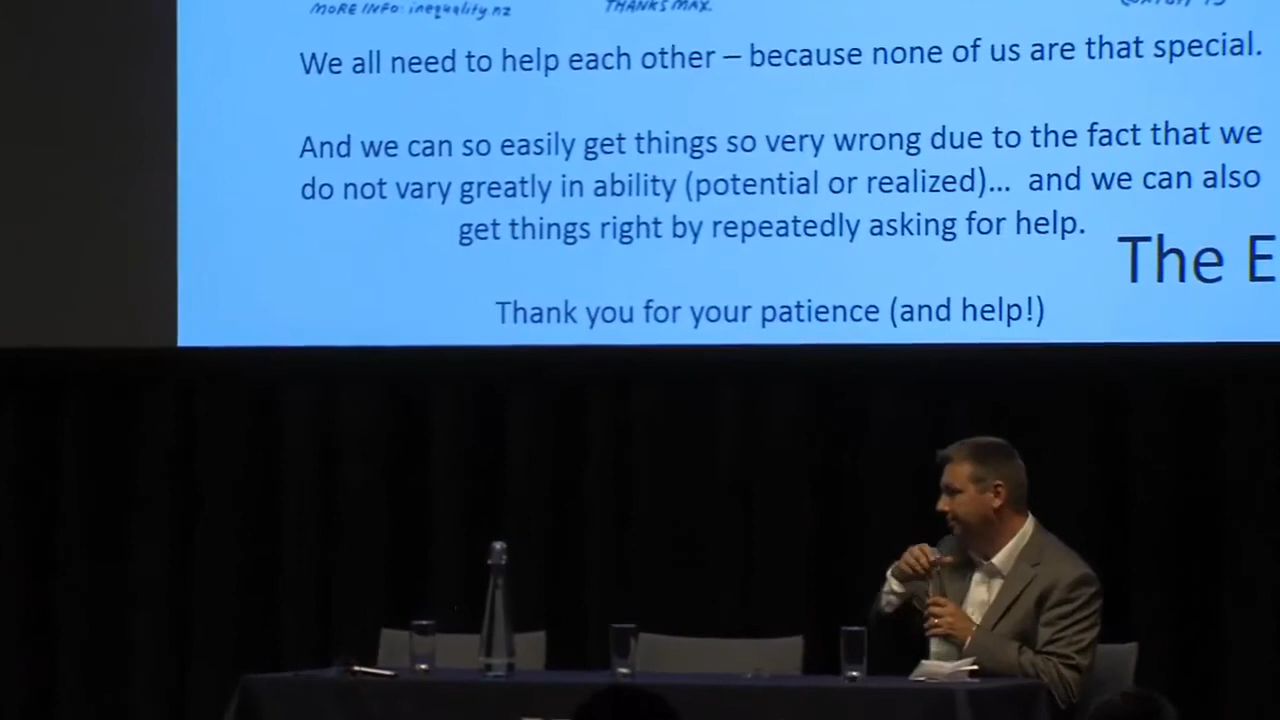 MORE INFO: inequality.nz
THANKS MAX.
We all need to help each other – because none of us are that special.
And we can so easily get things so very wrong due to the fact that we
do not vary greatly in ability (potential or realized)... and we can also
get things right by repeatedly asking for help.
The E
Thank you for your patience (and help!)